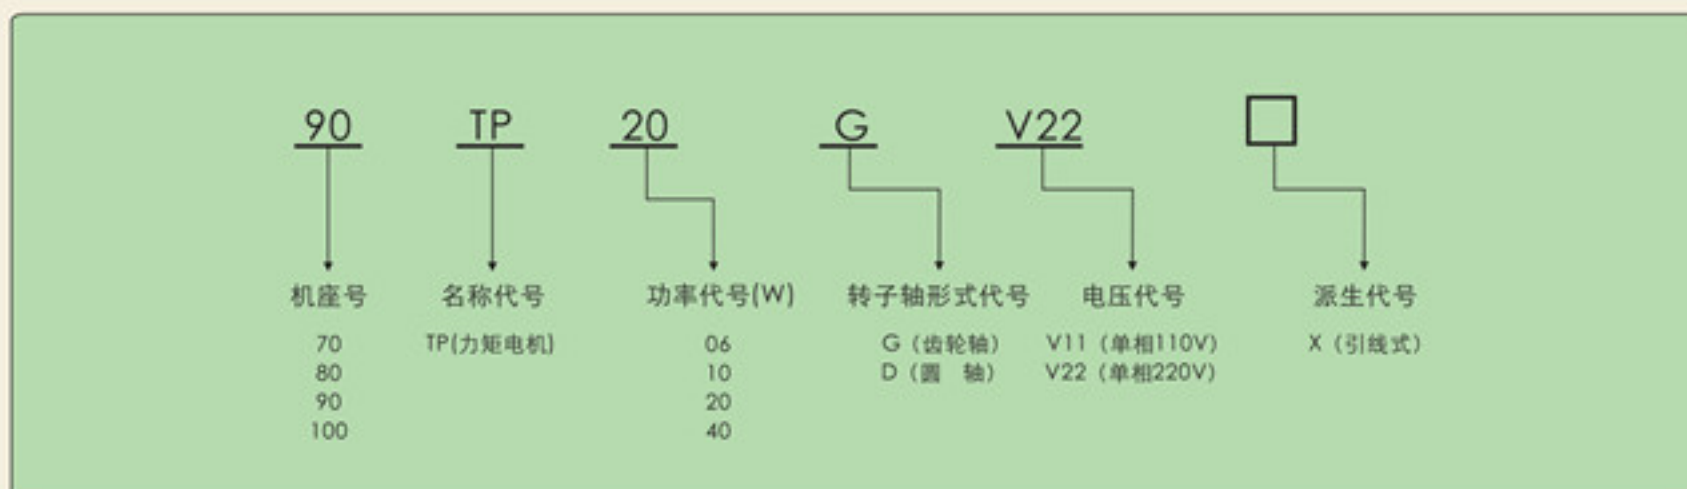 90 TP 20 G V22 □
机座号 名称代号 功率代号(W) 转子轴形式代号 电压代号 派生代号
70 TP(力矩电机) 06 G（齿轮轴） V11（单相110V） X（引线式）
80 10 D（圆 轴） V22（单相220V）
90 20
100 40